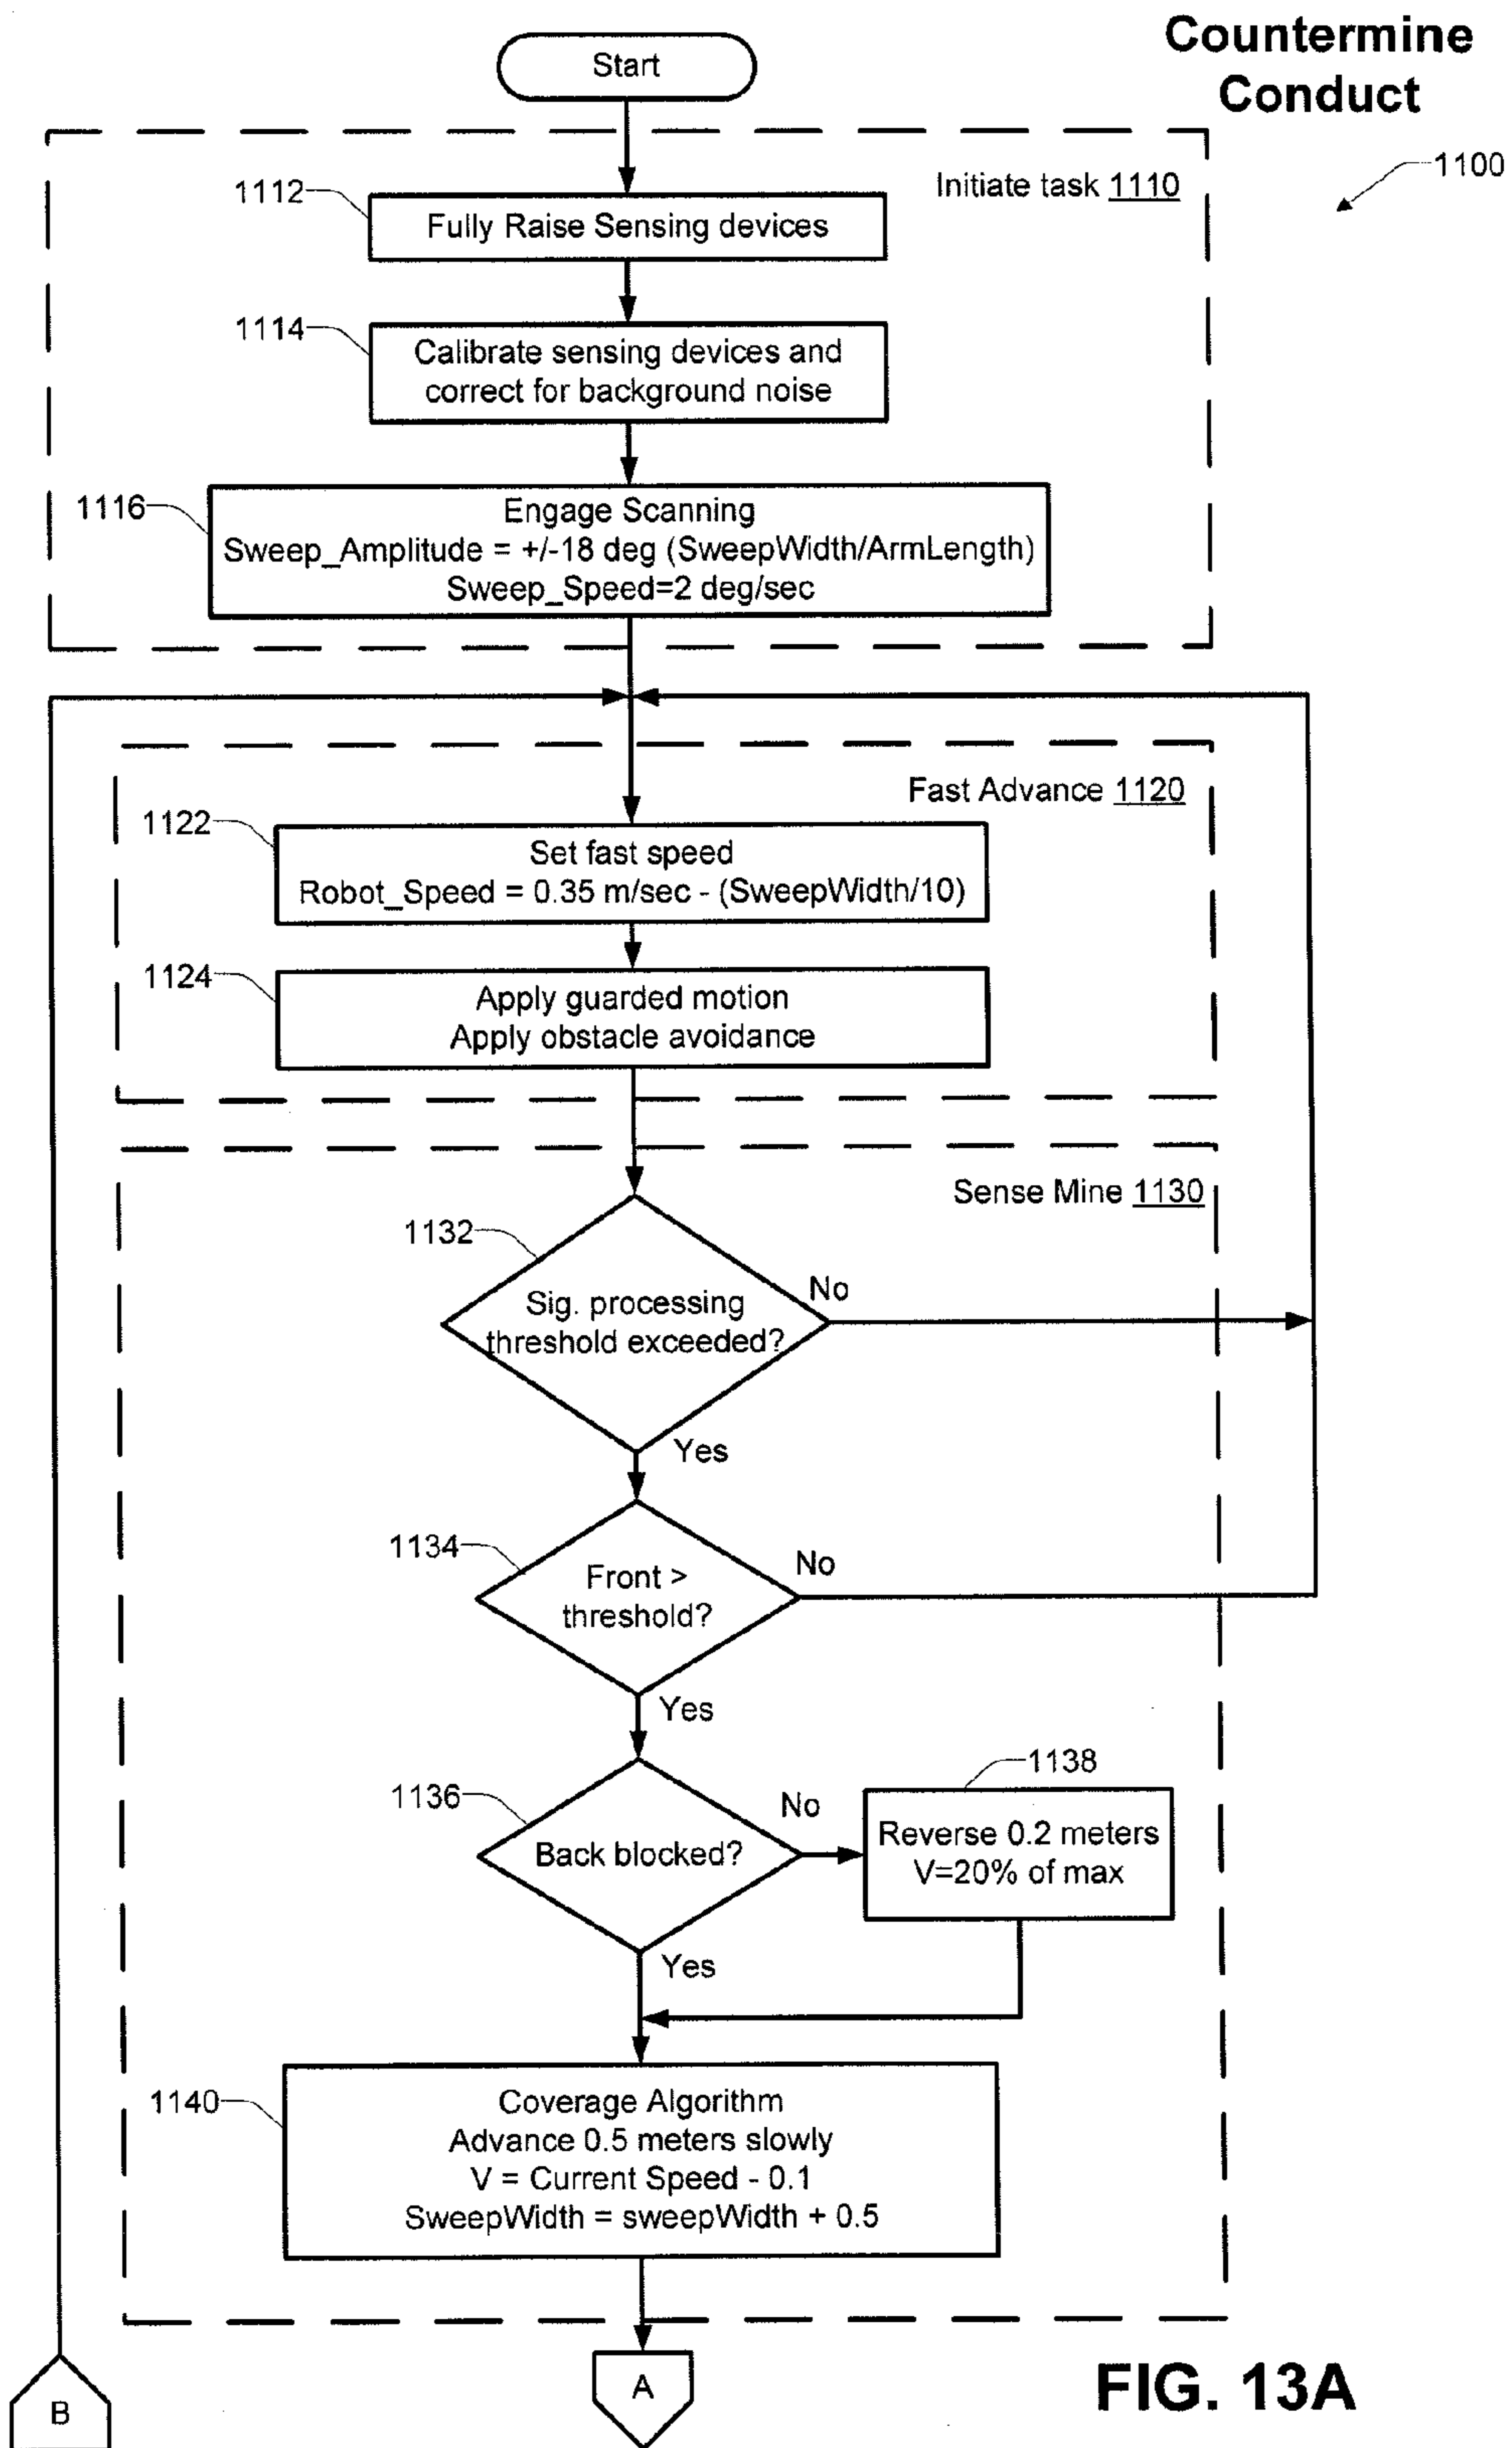 Countermine
Conduct
1100
Start
Initiate task 1110
1112
Fully Raise Sensing devices
1114
Calibrate sensing devices and
correct for background noise
1116
Engage Scanning
Sweep_Amplitude = +/-18 deg (SweepWidth/ArmLength)
Sweep_Speed=2 deg/sec
Fast Advance 1120
1122
Set fast speed
Robot_Speed = 0.35 m/sec - (SweepWidth/10)
1124
Apply guarded motion
Apply obstacle avoidance
Sense Mine 1130
1132
Sig. processing
threshold exceeded?
No
Yes
1134
Front >
threshold?
No
Yes
1136
Back blocked?
No
1138
Reverse 0.2 meters
V=20% of max
Yes
1140
Coverage Algorithm
Advance 0.5 meters slowly
V = Current Speed - 0.1
SweepWidth = sweepWidth + 0.5
A
B
FIG. 13A